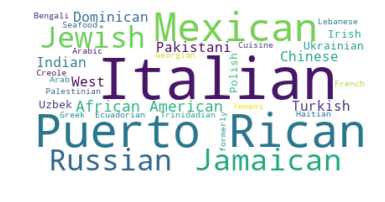 Bengali
Seafood
Dominican
Mexican
Lebanese
Irish
Jewish
Arabic
Pakistani
Cuisine
Ukrainian
Georgian
Chinese
Indian
Creole
West
Italian
Polish
French
Arab
Palestinian
Uzbek
African American
Yemeni
Turkish
Greek
Ecuadorian
Trinidadian
formerly
Haitian
Puerto Rican
Russian
Jamaican